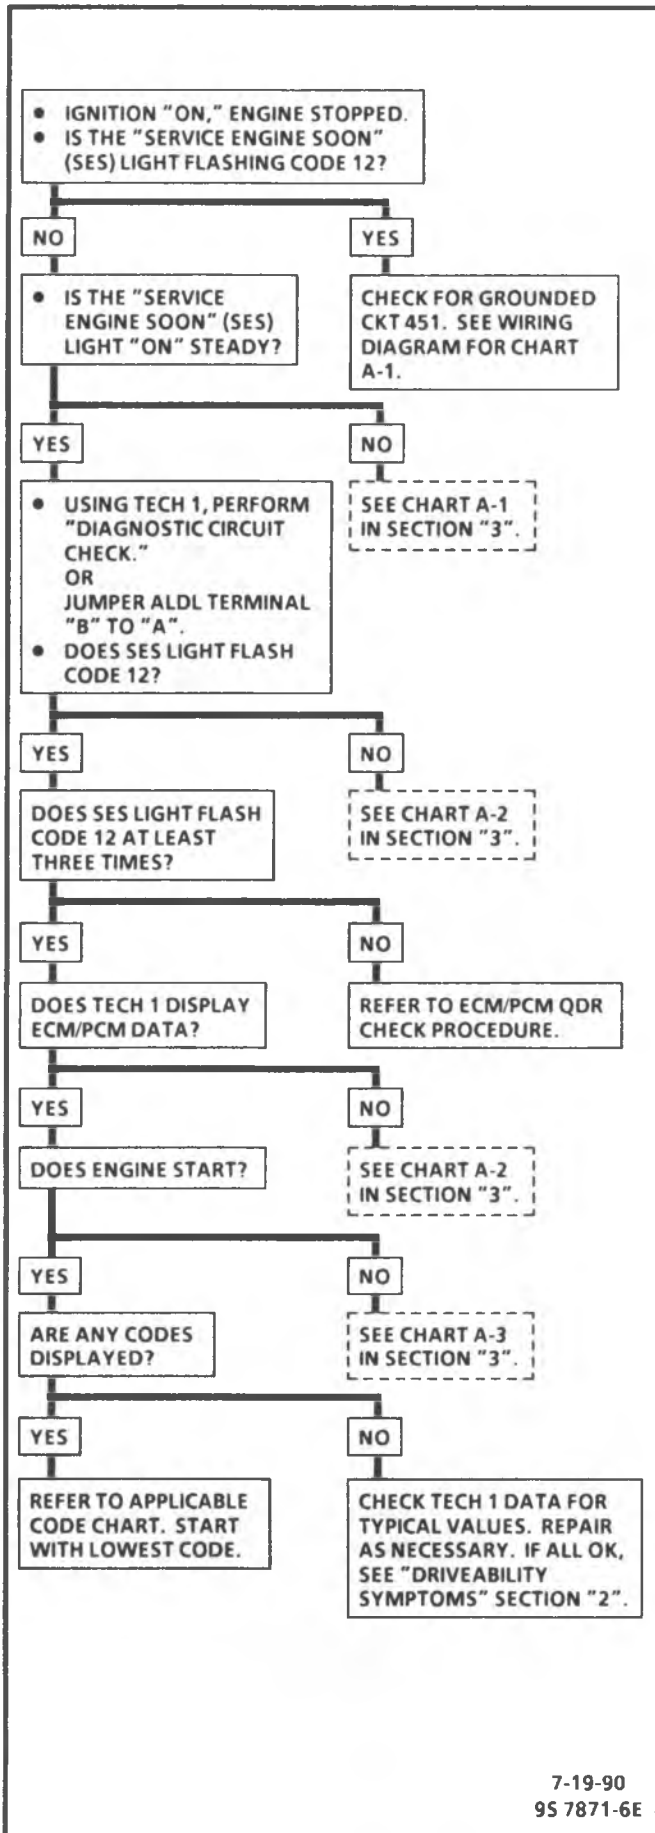 • IGNITION "ON," ENGINE STOPPED.
• IS THE "SERVICE ENGINE SOON"
(SES) LIGHT FLASHING CODE 12?
NO
YES
• IS THE "SERVICE
ENGINE SOON" (SES)
LIGHT "ON" STEADY?
CHECK FOR GROUNDED
CKT 451. SEE WIRING
DIAGRAM FOR CHART
A-1.
YES
NO
• USING TECH 1, PERFORM
"DIAGNOSTIC CIRCUIT
CHECK."
OR
JUMPER ALDL TERMINAL
"B" TO "A".
• DOES SES LIGHT FLASH
CODE 12?
SEE CHART A-1
IN SECTION "3".
YES
NO
DOES SES LIGHT FLASH
CODE 12 AT LEAST
THREE TIMES?
SEE CHART A-2
IN SECTION "3".
YES
NO
DOES TECH 1 DISPLAY
ECM/PCM DATA?
REFER TO ECM/PCM QDR
CHECK PROCEDURE.
YES
NO
DOES ENGINE START?
SEE CHART A-2
IN SECTION "3".
YES
NO
ARE ANY CODES
DISPLAYED?
SEE CHART A-3
IN SECTION "3".
YES
NO
REFER TO APPLICABLE
CODE CHART. START
WITH LOWEST CODE.
CHECK TECH 1 DATA FOR
TYPICAL VALUES. REPAIR
AS NECESSARY. IF ALL OK,
SEE "DRIVEABILITY
SYMPTOMS" SECTION "2".
7-19-90
9S 7871-6E